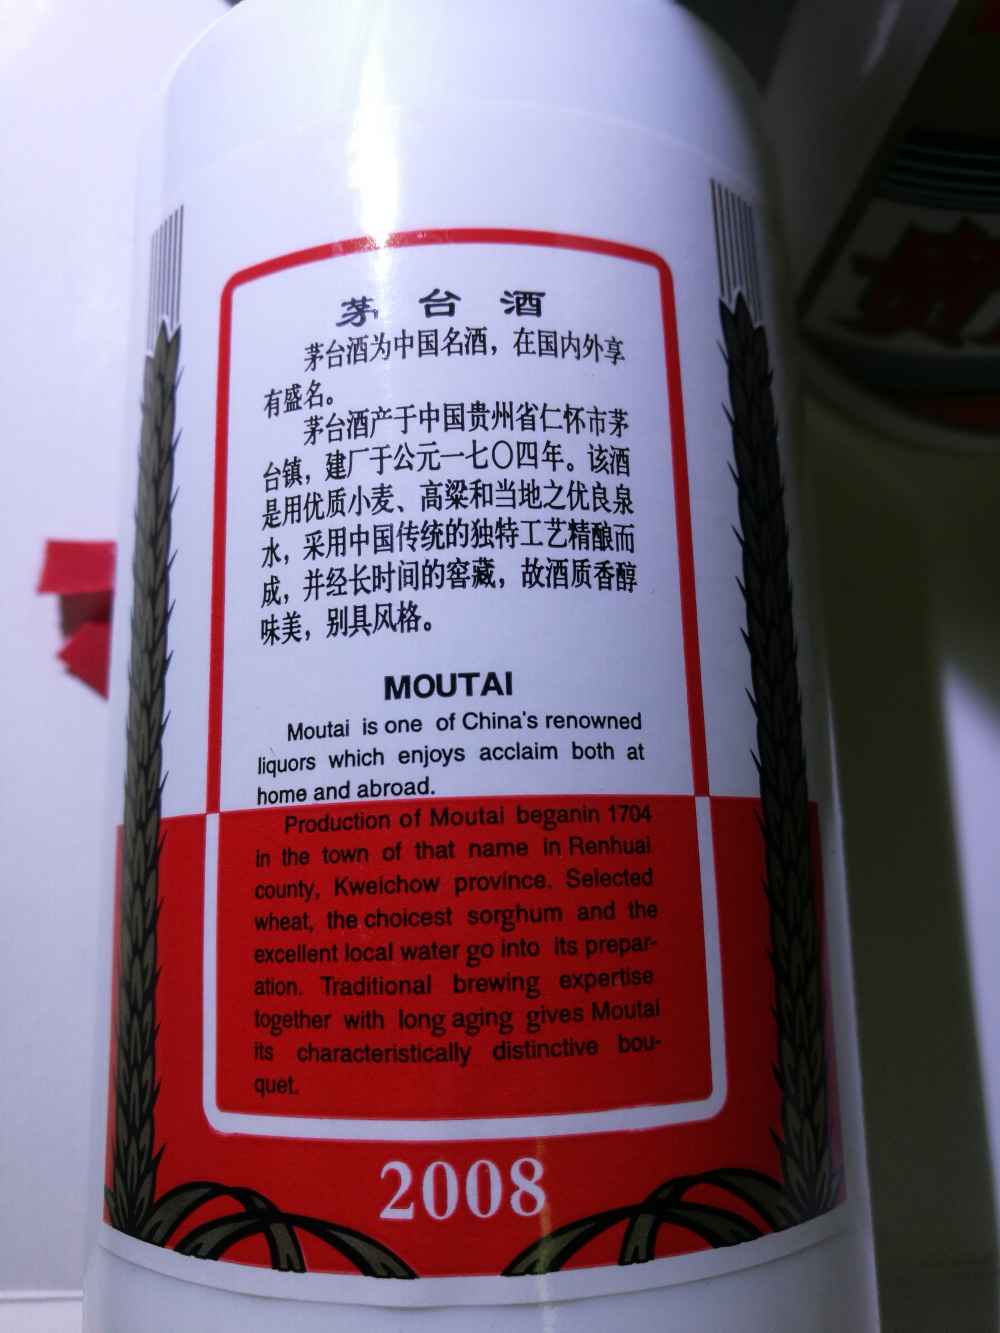 茅台酒
茅台酒为中国名酒，在国内外享
有盛名。
茅台酒产于中国贵州省仁怀市茅
台镇，建厂于公元一七〇四年。该酒
是用优质小麦、高粱和当地之优良泉
水，采用中国传统的独特工艺精酿而
成，并经长时间的窖藏，故酒质香醇
味美，别具风格。
MOUTAI
Moutai is one of China's renowned
liquors which enjoys acclaim both at
home and abroad.
Production of Moutai beganin 1704
in the town of that name in Renhuai
county, Kweichow province. Selected
wheat, the choicest sorghum and the
excellent local water go into its prepar-
ation. Traditional brewing expertise
together with long aging gives Moutai
its characteristically distinctive bou-
quet.
2008